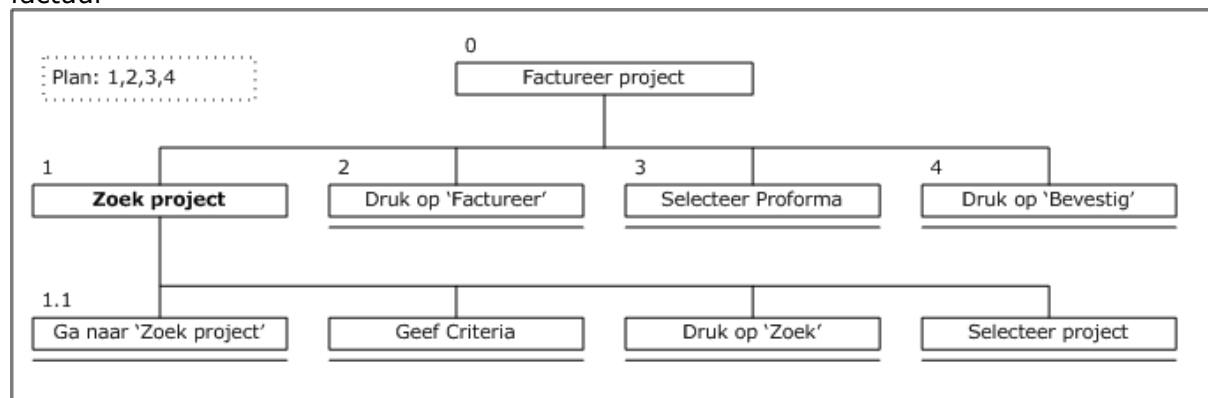 factuur
0
Plan: 1,2,3,4
Factureer project
1
2
3
4
Zoek project
Druk op ‘Factureer’
Selecteer Proforma
Druk op ‘Bevestig’
1.1
Ga naar ‘Zoek project’
Geef Criteria
Druk op ‘Zoek’
Selecteer project